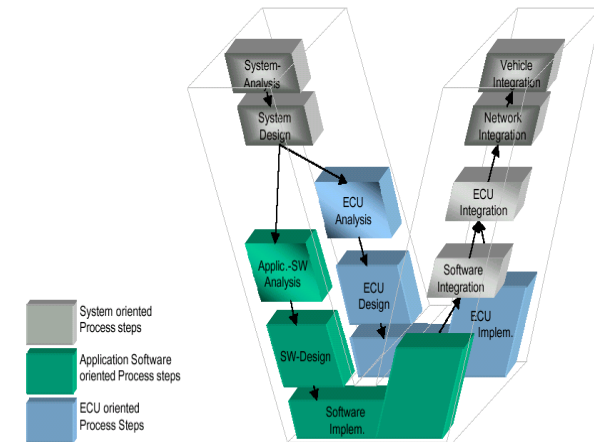 System-
Analysis
System
Design
ECU
Analysis
Applic.-SW
Analysis
ECU
Design
SW-Design
Software
Implem.
Vehicle
Integration
Network
Integration
ECU
Integration
Software
Integration
ECU
Implem.
System oriented
Process steps
Application Software
oriented Process steps
ECU oriented
Process Steps